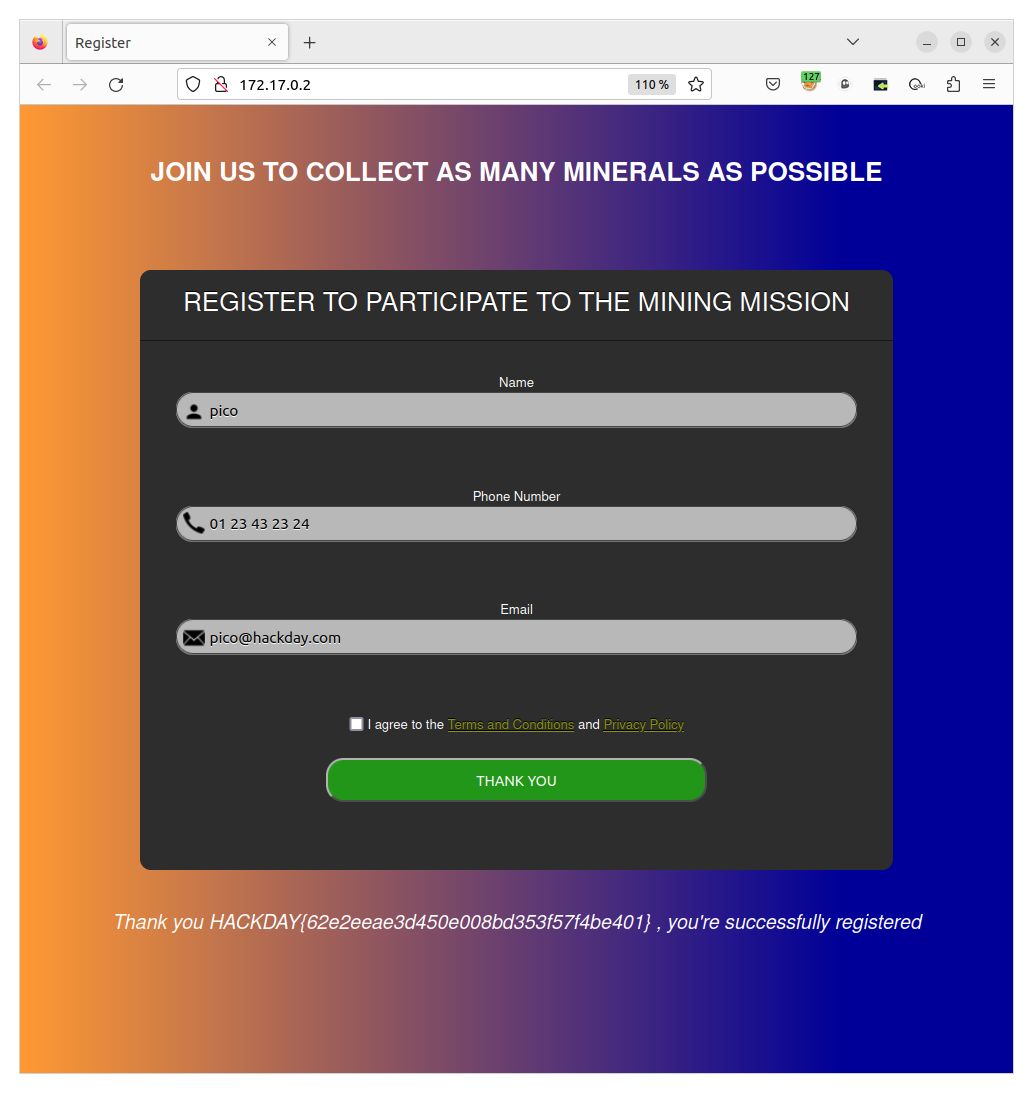 Register
172.17.0.2
110 %
127
JOIN US TO COLLECT AS MANY MINERALS AS POSSIBLE
REGISTER TO PARTICIPATE TO THE MINING MISSION
Name
pico
Phone Number
01 23 43 23 24
Email
pico@hackday.com
I agree to the Terms and Conditions and Privacy Policy
THANK YOU
Thank you HACKDAY{62e2eeae3d450e008bd353f57f4be401} , you're successfully registered